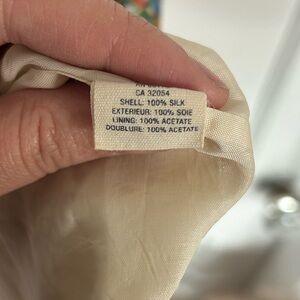 CA 32054
SHELL: 100% SILK
EXTERIEUR: 100% SOIE
LINING: 100% ACETATE
DOUBLURE: 100% ACETATE